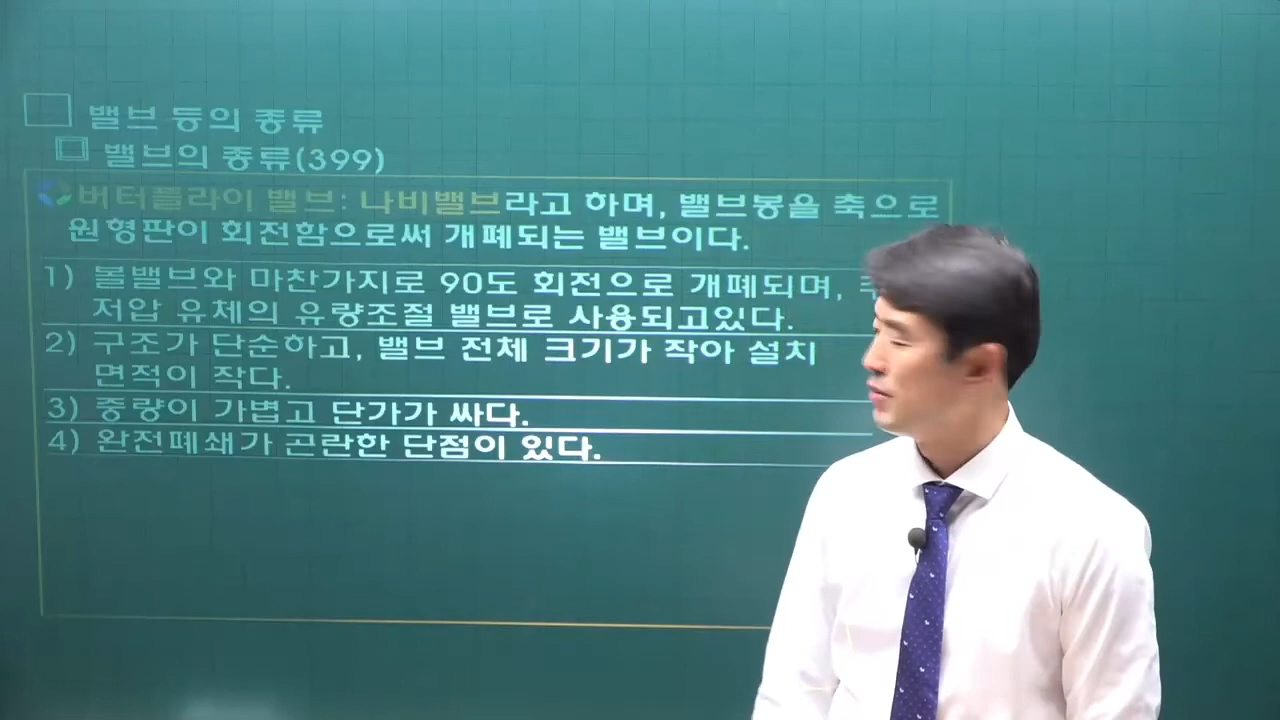 밸브 등의 종류
밸브의 종류(399)
버터플라이 밸브: 나비밸브라고 하며, 밸브봉을 축으로
원형판이 회전함으로써 개폐되는 밸브이다.
1) 볼밸브와 마찬가지로 90도 회전으로 개폐되며,
저압 유체의 유량조절 밸브로 사용되고있다.
2) 구조가 단순하고, 밸브 전체 크기가 작아 설치
면적이 작다.
3) 중량이 가볍고 단가가 싸다.
4) 완전폐쇄가 곤란한 단점이 있다.